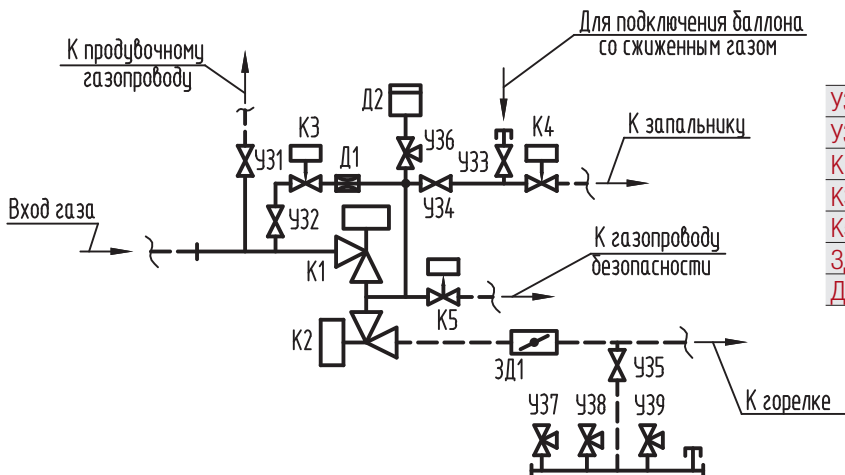 Для подключения баллона
со сжиженным газом
К продувочному
газопроводу
Д2
К3
К4
К запальнику
УЗ1
Д1
УЗ6
УЗ3
УЗ2
УЗ4
Вход газа
К1
К газопроводу
безопасности
К5
К2
ЗД1
УЗ5
К горелке
УЗ7
УЗ8
УЗ9